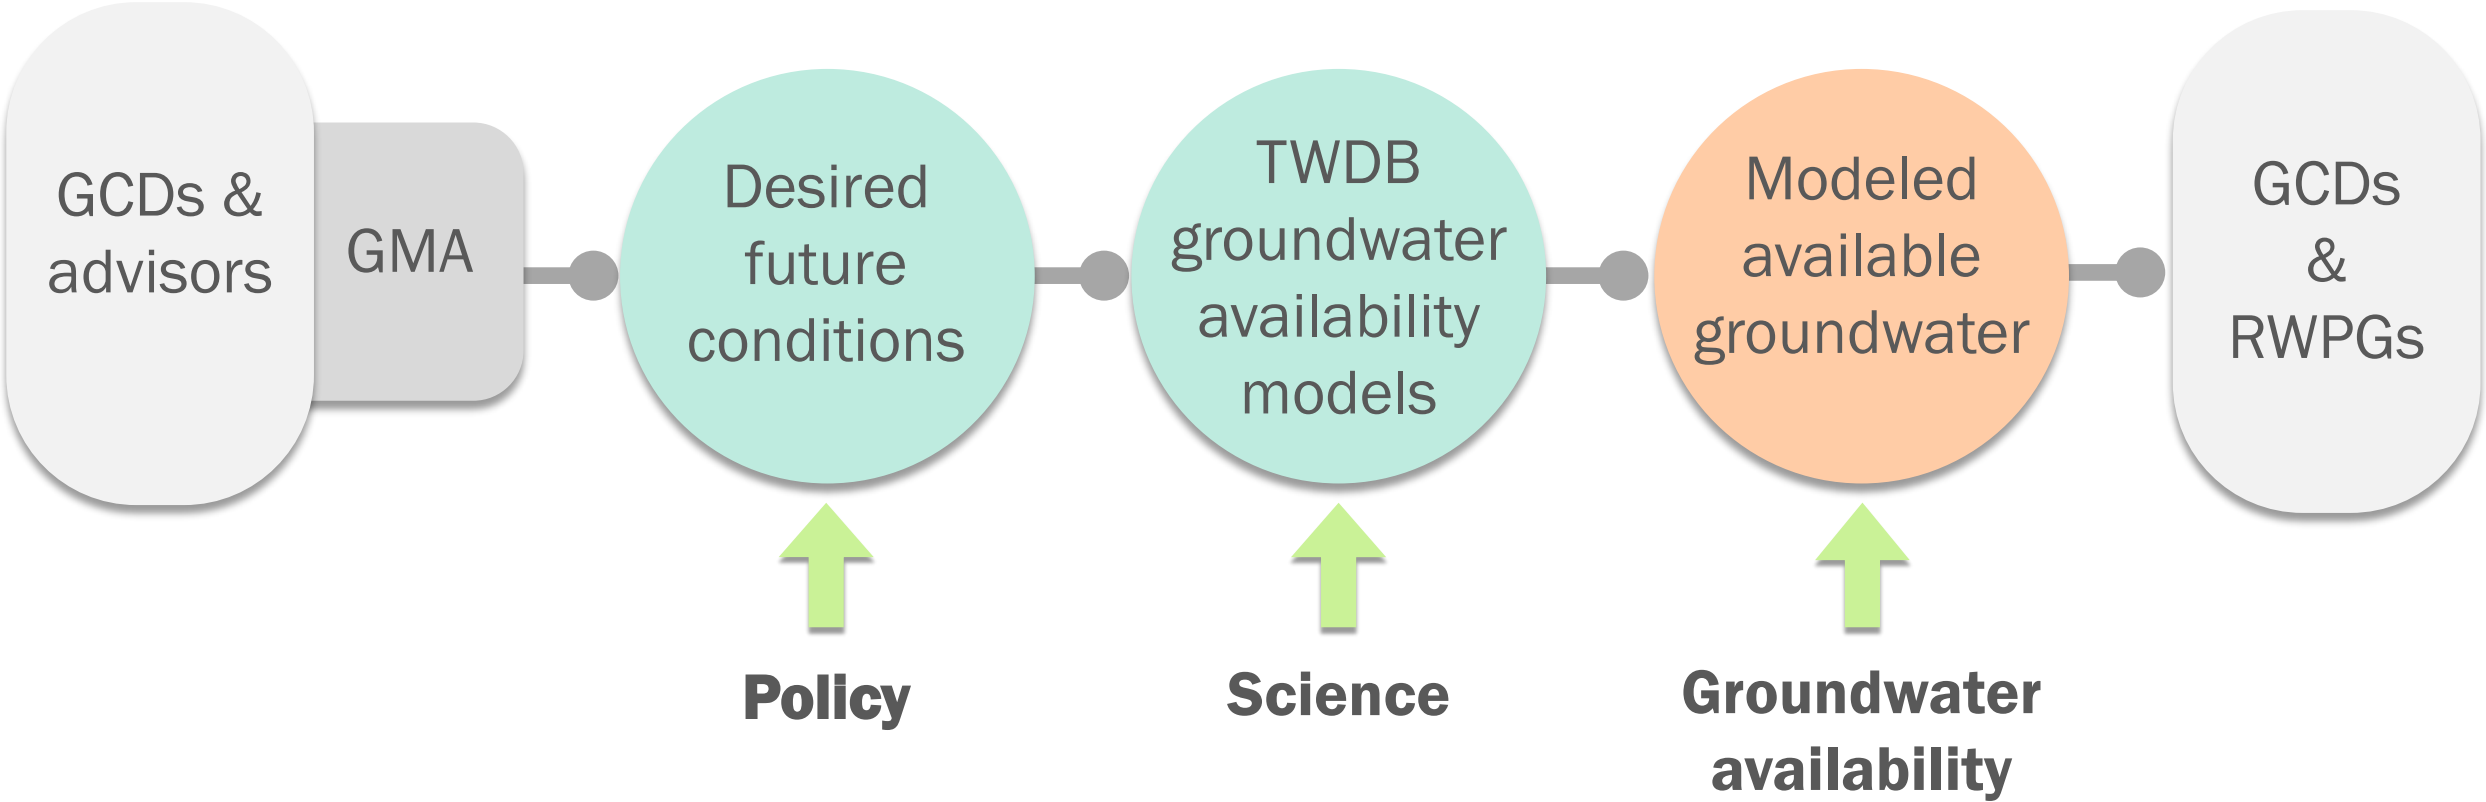 GCDs &
advisors
GMA
Desired
future
conditions
TWDB
groundwater
availability
models
Modeled
available
groundwater
GCDs
&
RWPGs
Policy
Science
Groundwater
availability